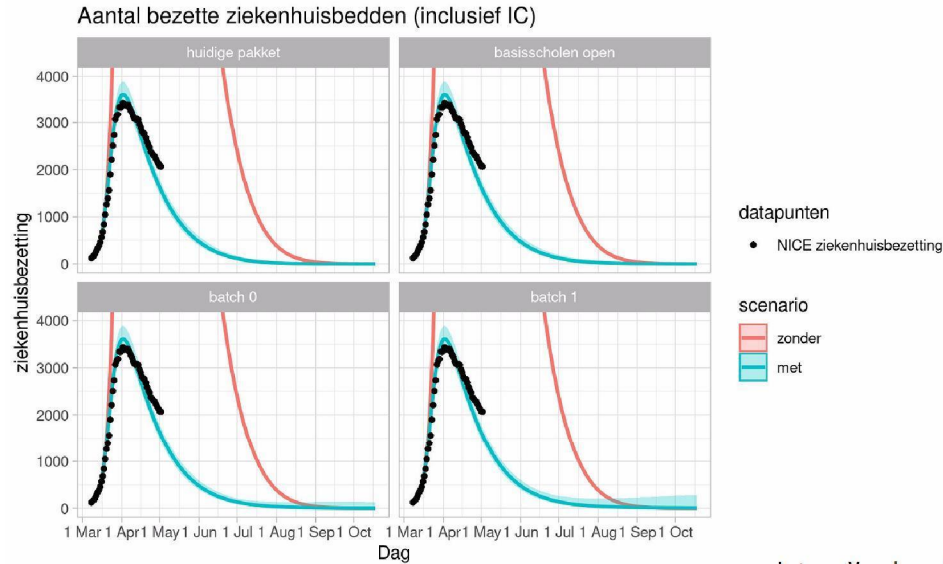 Aantal bezette ziekenhuisbedden (inclusief IC)
huidige pakket
basisscholen open
4000
3000
2000
1000
0
batch 0
batch 1
4000
3000
2000
1000
0
1 Mar 1 Apr 1 May 1 Jun 1 Jul 1 Aug 1 Sep 1 Oct
1 Mar 1 Apr 1 May 1 Jun 1 Jul 1 Aug 1 Sep 1 Oct
Dag
ziekenhuisbezetting
datapunten
NICE ziekenhuisbezetting
scenario
zonder
met